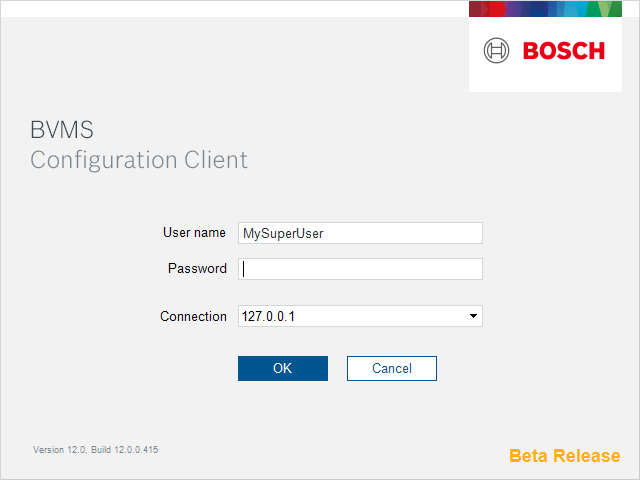 BOSCH
BVMS
Configuration Client
User name MySuperUser
Password
Connection 127.0.0.1
OK Cancel
Version 12.0, Build 12.0.0.415
Beta Release